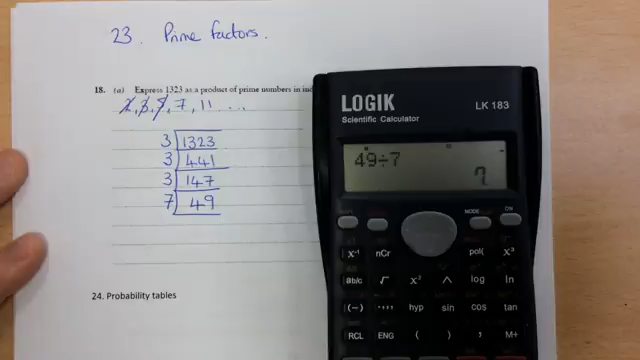 23. Prime factors.
18. (a) Express 1323 as a product of prime numbers in ind
2, 3, 5, 7, 11 ....
3 1323
3 441
3 147
7 49
24. Probability tables
LOGIK
LK 183
Scientific Calculator
49÷7
7.
MODE ON
x⁻¹ nCr Pol( x³
ab/c √ x² ^ log ln
(−) °,,, hyp sin cos tan
RCL ENG ( ) , M+